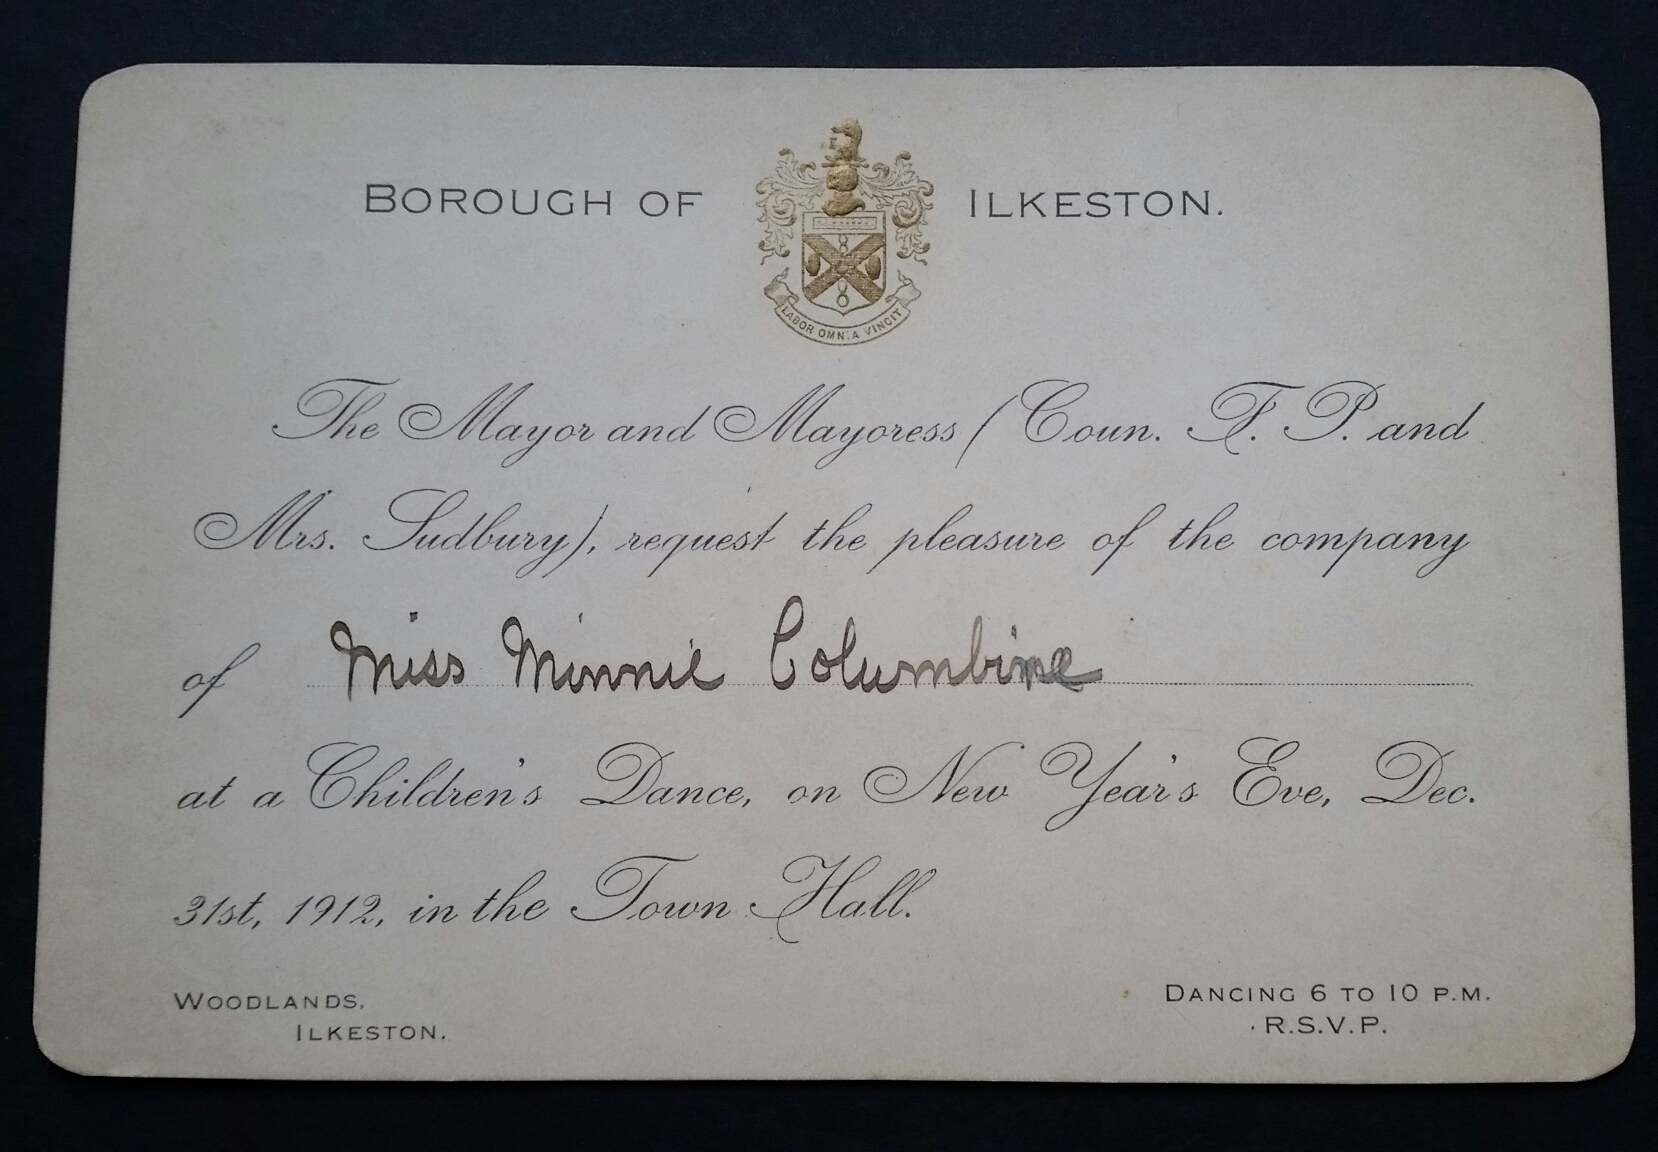 BOROUGH OF ILKESTON.
LABOR OMNIA VINCIT
The Mayor and Mayoress (Coun. F. P. and
Mrs. Sudbury), request the pleasure of the company
of Miss Minnie Columbine
at a Children's Dance, on New Year's Eve, Dec.
31st, 1912, in the Town Hall.
WOODLANDS,
ILKESTON.
DANCING 6 TO 10 P.M.
R.S.V.P.